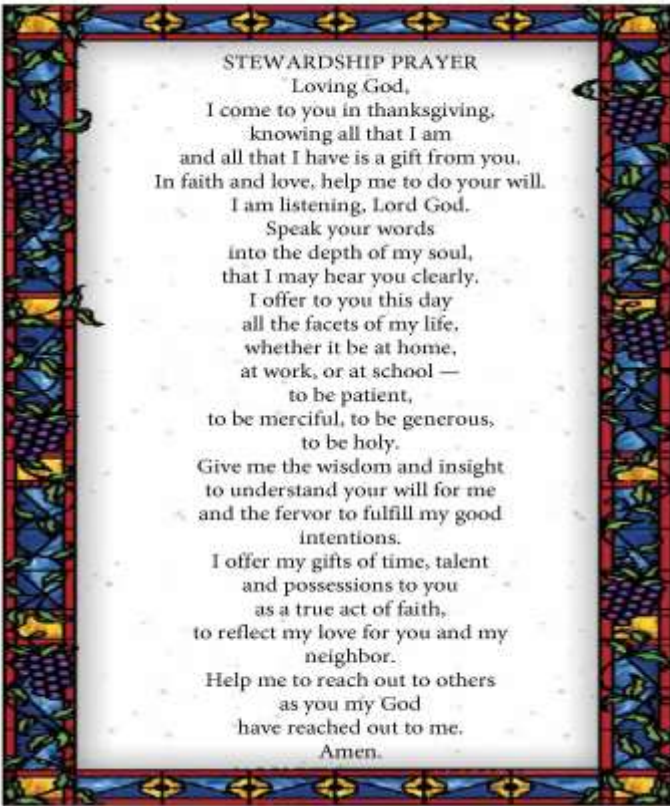 STEWARDSHIP PRAYER
Loving God,
I come to you in thanksgiving,
knowing all that I am
and all that I have is a gift from you.
In faith and love, help me to do your will.
I am listening, Lord God.
Speak your words
into the depth of my soul,
that I may hear you clearly.
I offer to you this day
all the facets of my life,
whether it be at home,
at work, or at school —
to be patient,
to be merciful, to be generous,
to be holy.
Give me the wisdom and insight
to understand your will for me
and the fervor to fulfill my good
intentions.
I offer my gifts of time, talent
and possessions to you
as a true act of faith,
to reflect my love for you and my
neighbor.
Help me to reach out to others
as you my God
have reached out to me.
Amen.